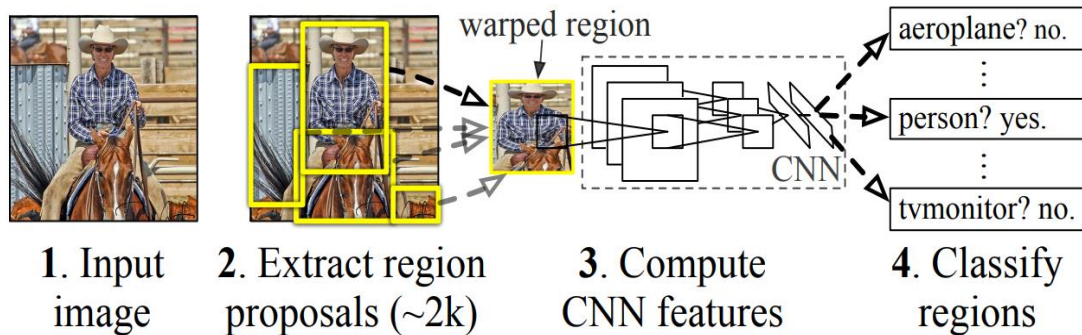 warped region
aeroplane? no.
⋮
person? yes.
⋮
tvmonitor? no.
CNN
1. Input
image
2. Extract region
proposals (~2k)
3. Compute
CNN features
4. Classify
regions